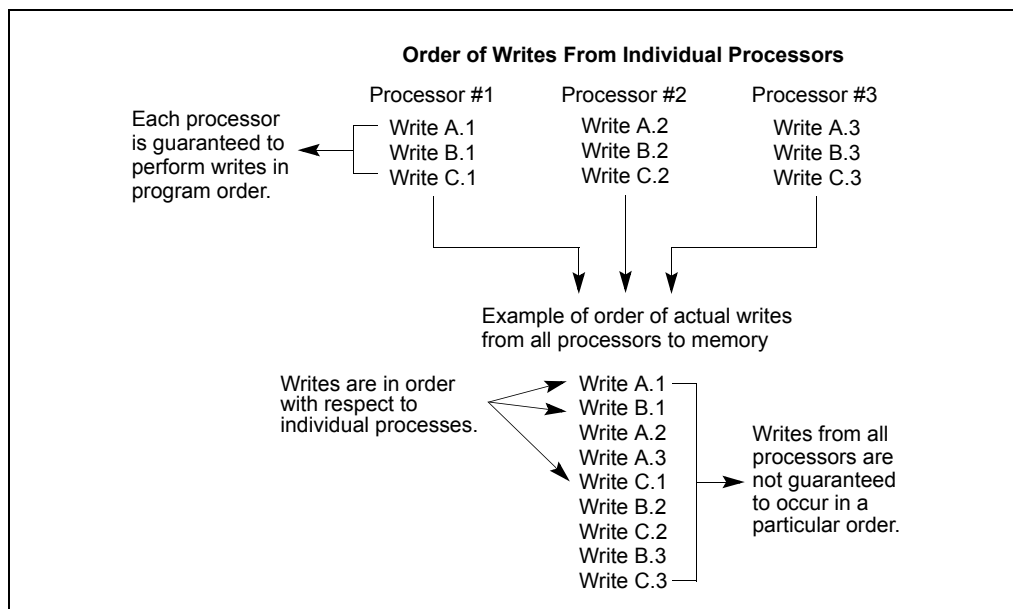 Order of Writes From Individual Processors
Processor #1
Processor #2
Processor #3
Each processor
is guaranteed to
perform writes in
program order.
Write A.1
Write B.1
Write C.1
Write A.2
Write B.2
Write C.2
Write A.3
Write B.3
Write C.3
Example of order of actual writes
from all processors to memory
Writes are in order
with respect to
individual processes.
Write A.1
Write B.1
Write A.2
Write A.3
Write C.1
Write B.2
Write C.2
Write B.3
Write C.3
Writes from all
processors are
not guaranteed
to occur in a
particular order.